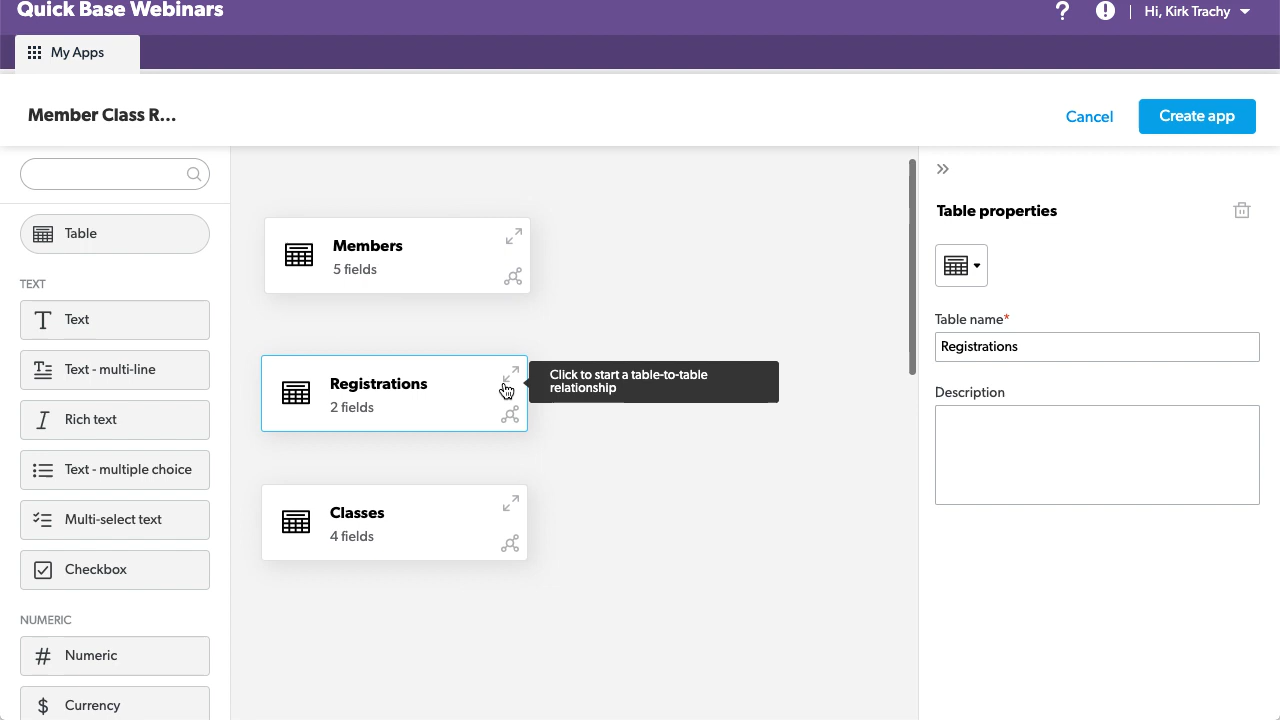 Quick Base Webinars
Hi, Kirk Trachy
My Apps
Member Class R...
Cancel
Create app
Table
TEXT
Text
Text - multi-line
Rich text
Text - multiple choice
Multi-select text
Checkbox
NUMERIC
# Numeric
$ Currency
Members
5 fields
Registrations
2 fields
Click to start a table-to-table
relationship
Classes
4 fields
Table properties
Table name*
Registrations
Description